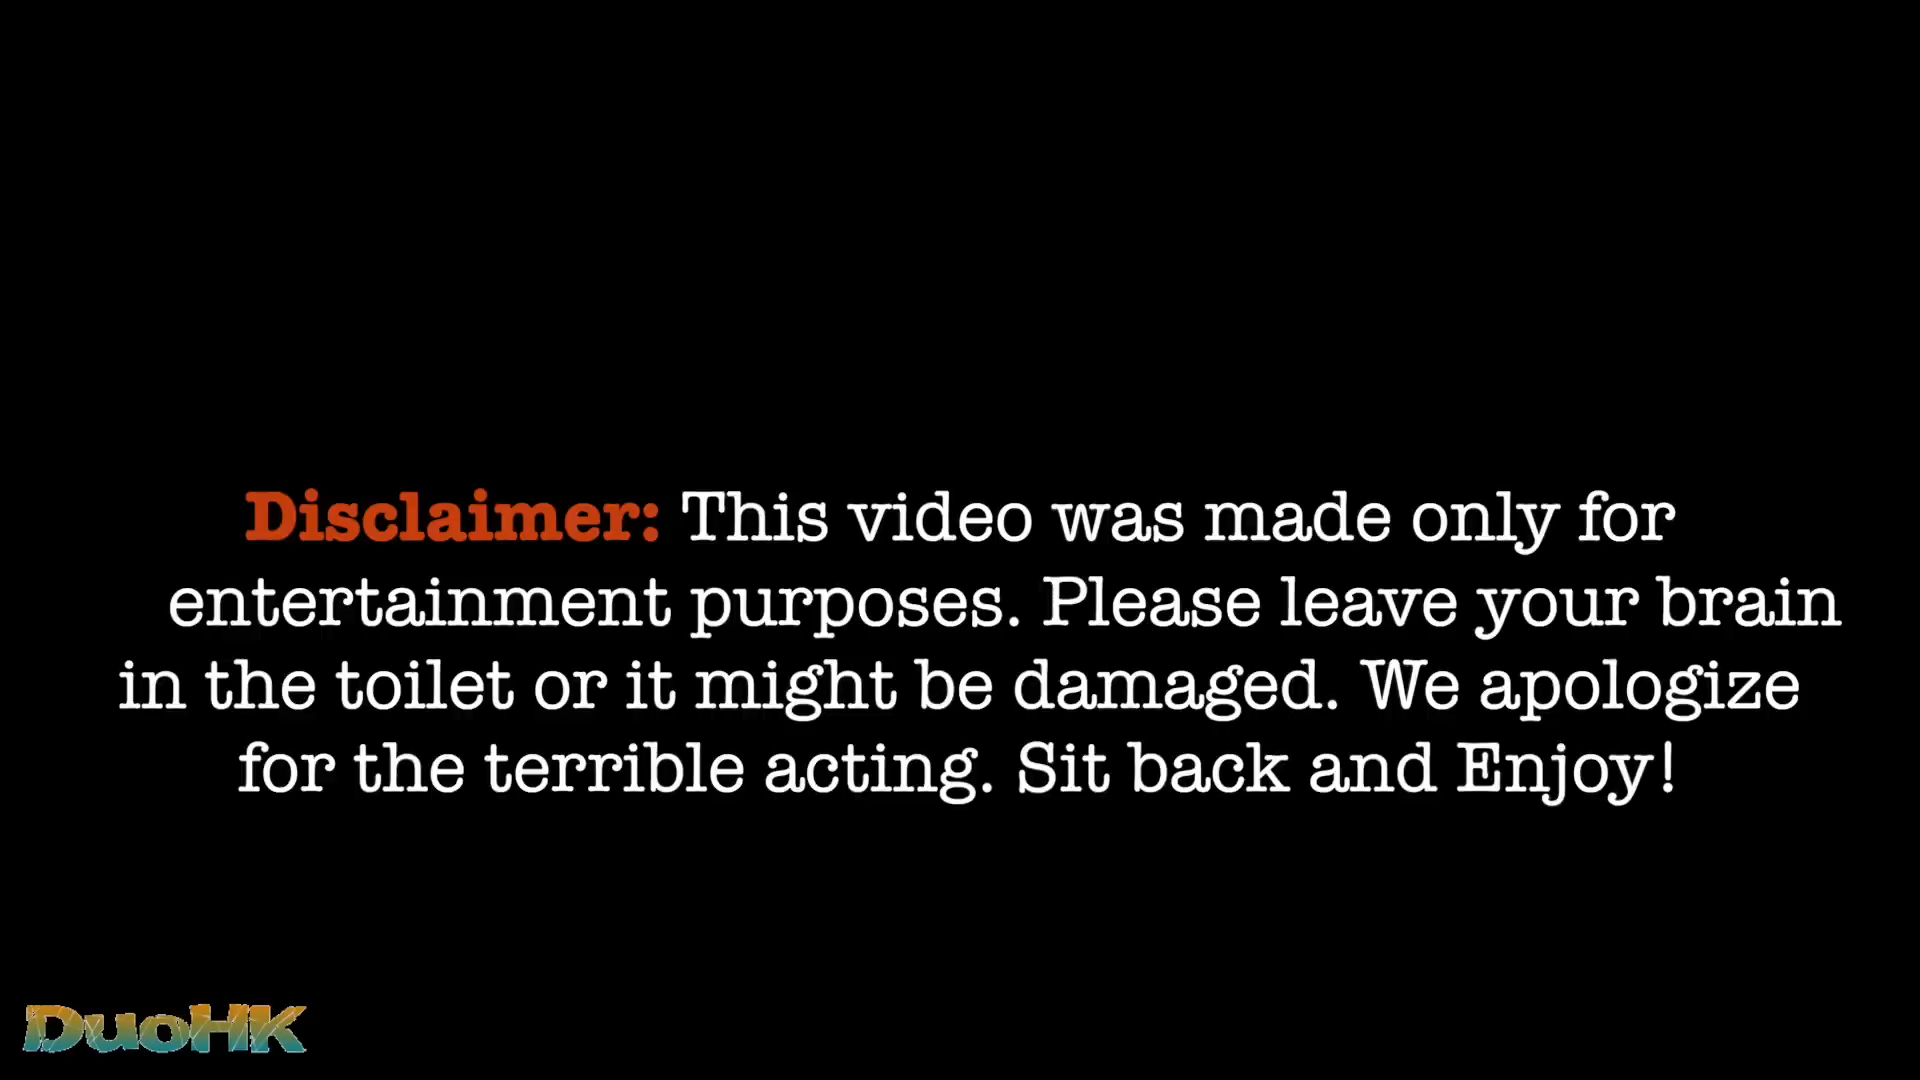 Disclaimer: This video was made only for
entertainment purposes. Please leave your brain
in the toilet or it might be damaged. We apologize
for the terrible acting. Sit back and Enjoy!
DuoHK